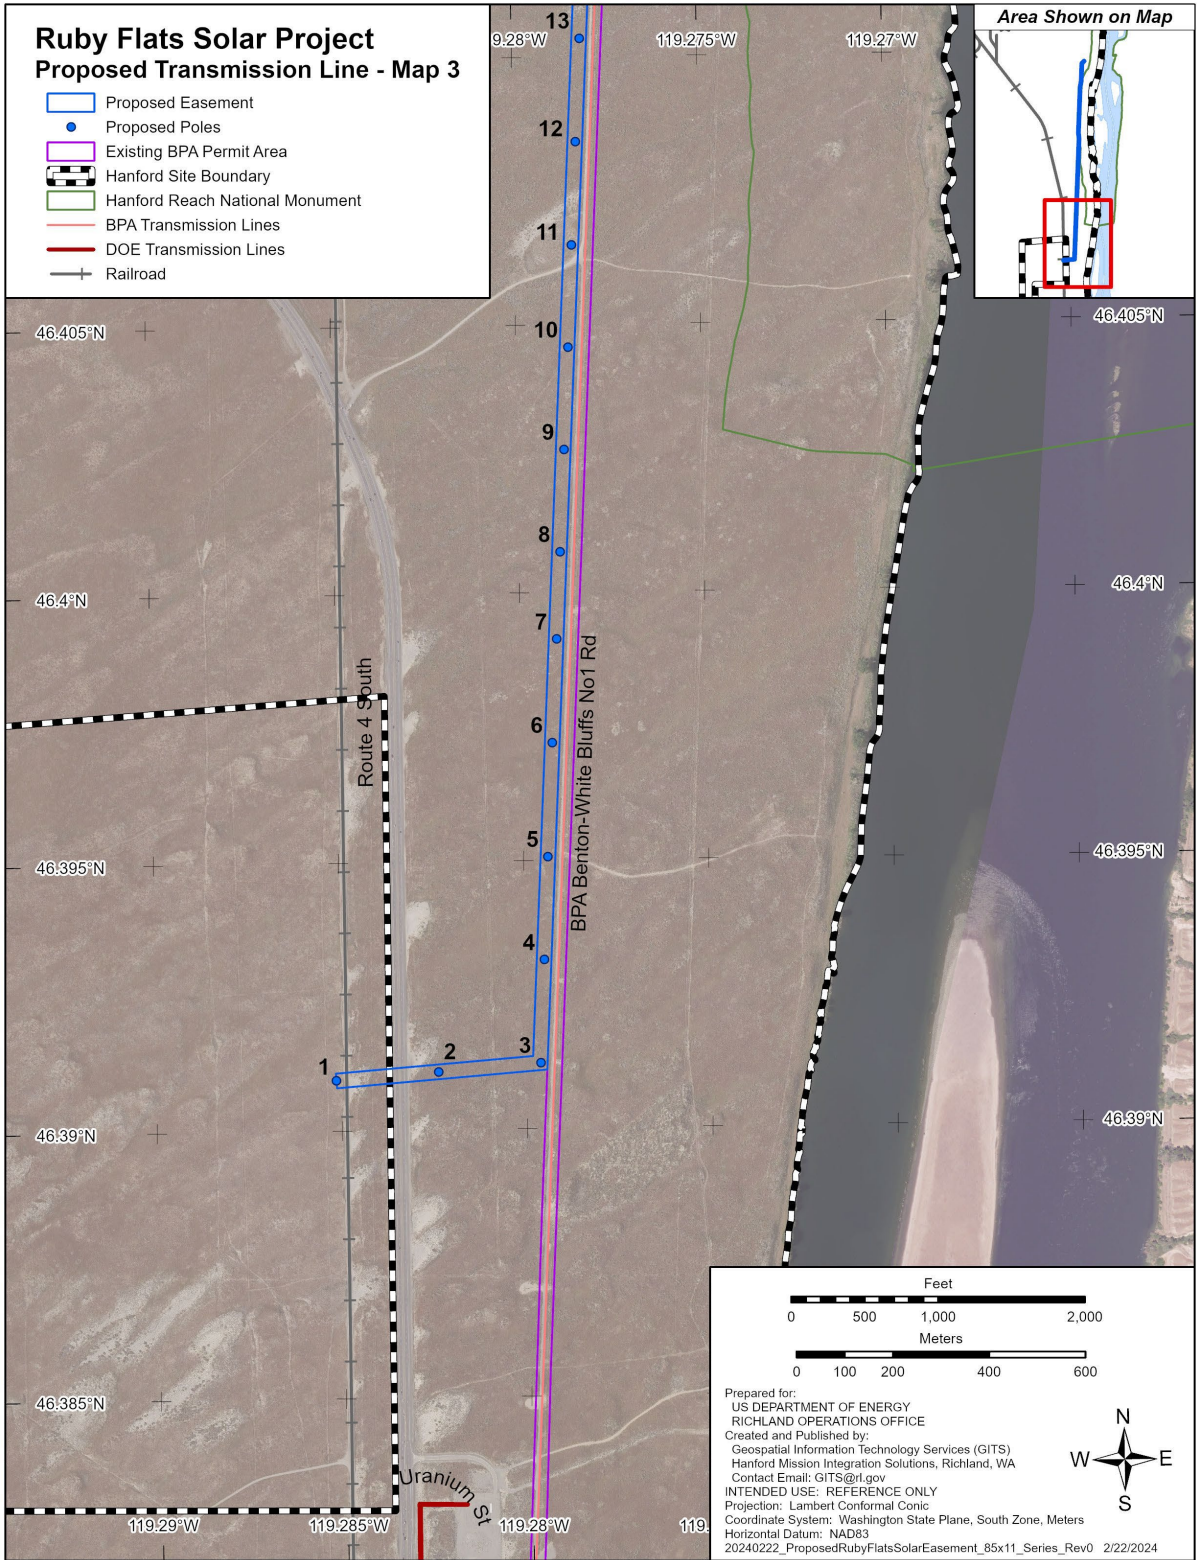 Ruby Flats Solar Project
Proposed Transmission Line - Map 3
Proposed Easement
Proposed Poles
Existing BPA Permit Area
Hanford Site Boundary
Hanford Reach National Monument
BPA Transmission Lines
DOE Transmission Lines
Railroad
Area Shown on Map
9.28°W
119.275°W
119.27°W
13
12
11
10
9
8
7
6
5
4
3
2
1
46.405°N
46.405°N
46.4°N
46.4°N
46.395°N
46.395°N
46.39°N
46.39°N
46.385°N
Route 4 South
BPA Benton-White Bluffs No1 Rd
Uranium St
119.29°W
119.285°W
119.28°W
119.
Feet
0 500 1,000 2,000
Meters
0 100 200 400 600
Prepared for:
US DEPARTMENT OF ENERGY
RICHLAND OPERATIONS OFFICE
Created and Published by:
Geospatial Information Technology Services (GITS)
Hanford Mission Integration Solutions, Richland, WA
Contact Email: GITS@rl.gov
INTENDED USE: REFERENCE ONLY
Projection: Lambert Conformal Conic
Coordinate System: Washington State Plane, South Zone, Meters
Horizontal Datum: NAD83
20240222_ProposedRubyFlatsSolarEasement_85x11_Series_Rev0 2/22/2024
N
W E
S